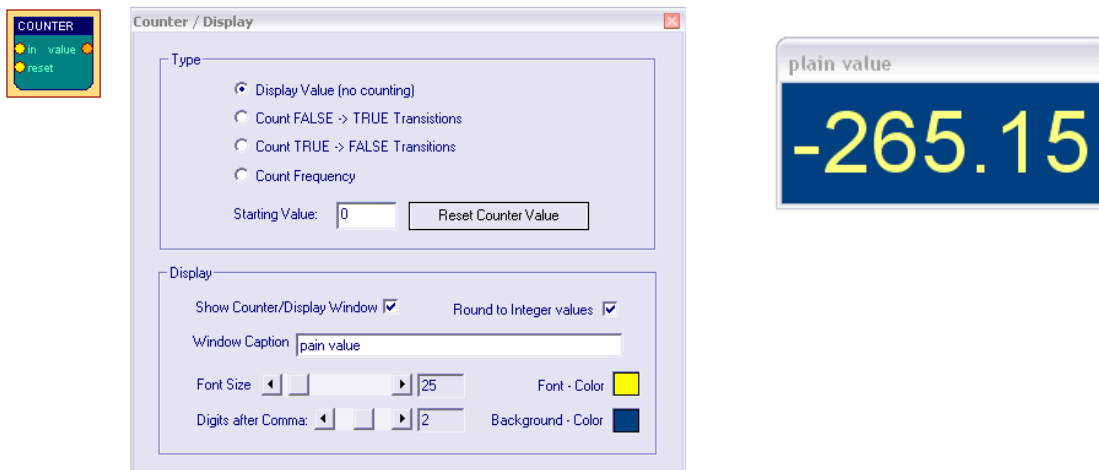 COUNTER
in value
reset
Counter / Display
Type
Display Value (no counting)
Count FALSE -> TRUE Transistions
Count TRUE -> FALSE Transitions
Count Frequency
Starting Value: 0 Reset Counter Value
Display
Show Counter/Display Window Round to Integer values
Window Caption pain value
Font Size 25 Font - Color
Digits after Comma: 2 Background - Color
plain value
-265.15